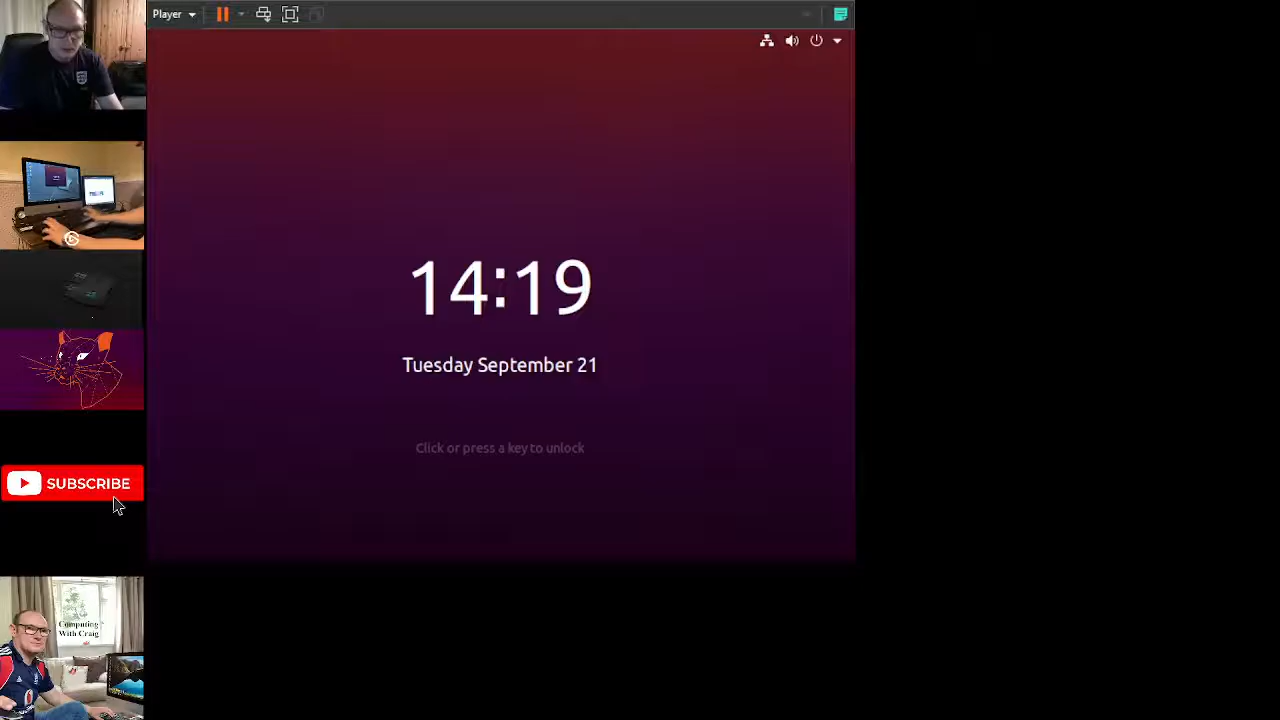 Player
14:19
Tuesday September 21
Click or press a key to unlock
SUBSCRIBE
Computing
With Craig